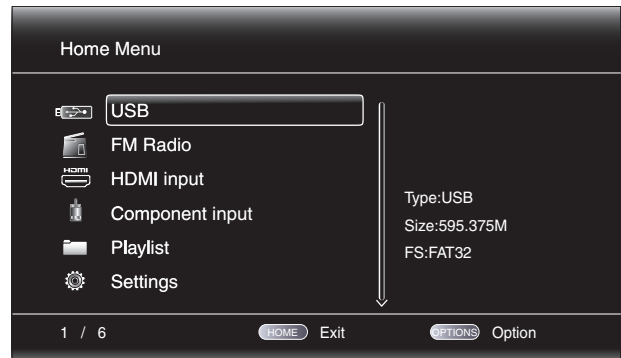 Home Menu
USB
FM Radio
HDMI
HDMI input
Component input
Playlist
Settings
Type:USB
Size:595.375M
FS:FAT32
1 / 6
HOME Exit
OPTIONS Option